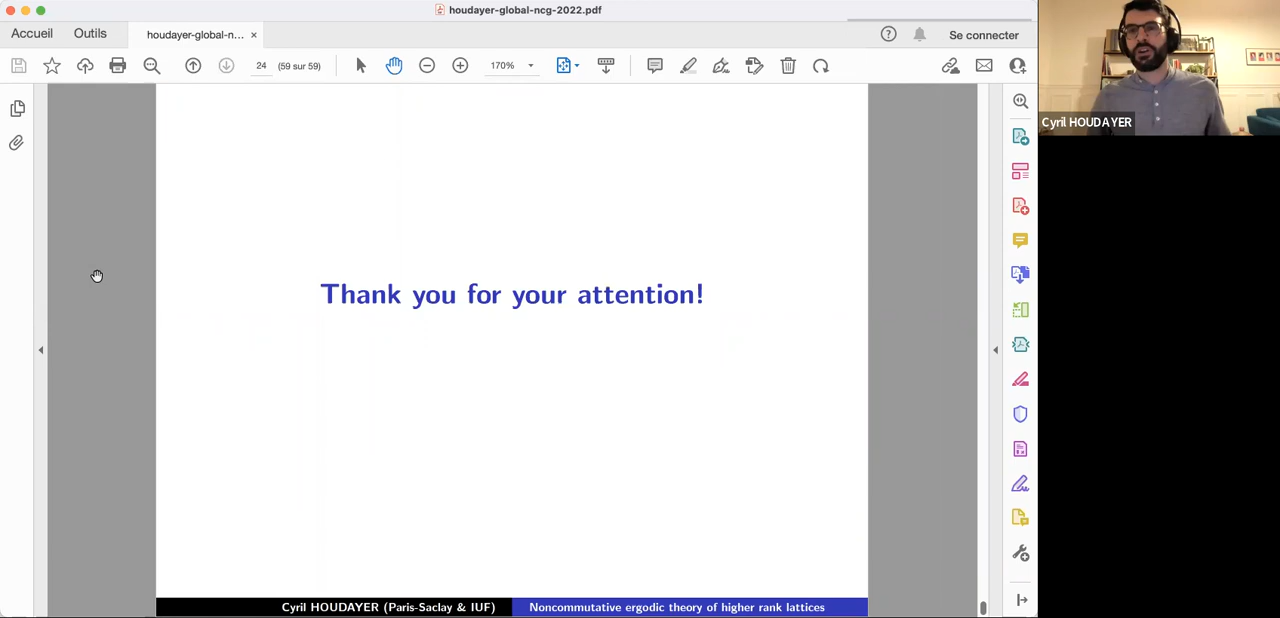 houdayer-global-ncg-2022.pdf
Accueil
Outils
houdayer-global-n...
Se connecter
24
(59 sur 59)
170%
Cyril HOUDAYER
Thank you for your attention!
Cyril HOUDAYER (Paris-Saclay & IUF)
Noncommutative ergodic theory of higher rank lattices